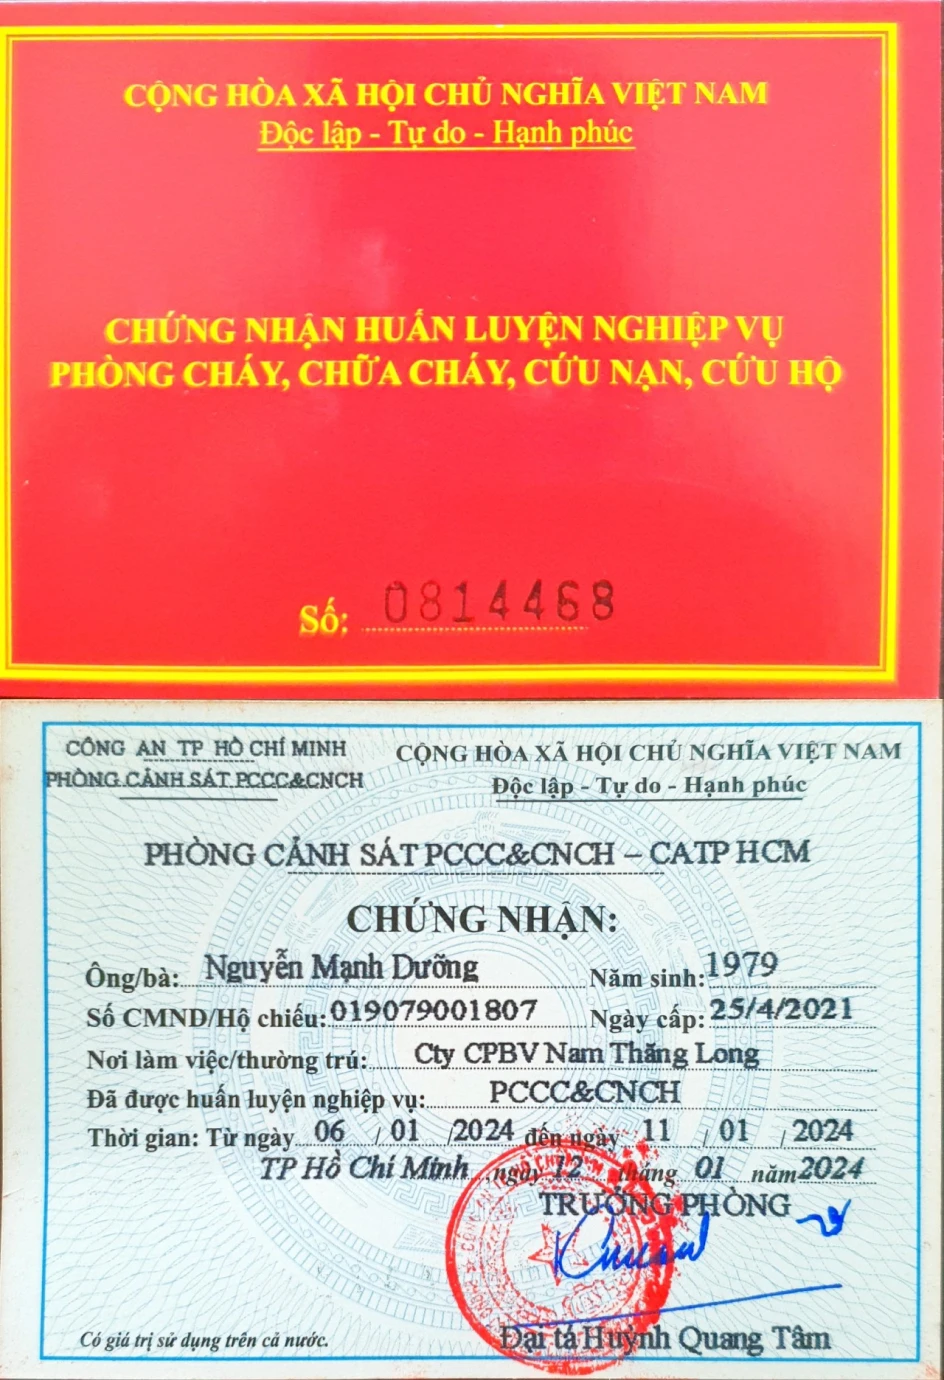 CỘNG HÒA XÃ HỘI CHỦ NGHĨA VIỆT NAM
Độc lập - Tự do - Hạnh phúc
CHỨNG NHẬN HUẤN LUYỆN NGHIỆP VỤ
PHÒNG CHÁY, CHỮA CHÁY, CỨU NẠN, CỨU HỘ
Số: 0814468
CÔNG AN TP HỒ CHÍ MINH
PHÒNG CẢNH SÁT PCCC&CNCH
CỘNG HÒA XÃ HỘI CHỦ NGHĨA VIỆT NAM
Độc lập - Tự do - Hạnh phúc
PHÒNG CẢNH SÁT PCCC&CNCH – CATP HCM
CHỨNG NHẬN:
Ông/bà: Nguyễn Mạnh Dưỡng Năm sinh: 1979
Số CMND/Hộ chiếu: 019079001807 Ngày cấp: 25/4/2021
Nơi làm việc/thường trú: Cty CPBV Nam Thăng Long
Đã được huấn luyện nghiệp vụ: PCCC&CNCH
Thời gian: Từ ngày 06 / 01 / 2024 đến ngày 11 / 01 / 2024
TP Hồ Chí Minh, ngày 12 tháng 01 năm 2024
TRƯỞNG PHÒNG
Đại tá Huỳnh Quang Tâm
Có giá trị sử dụng trên cả nước.